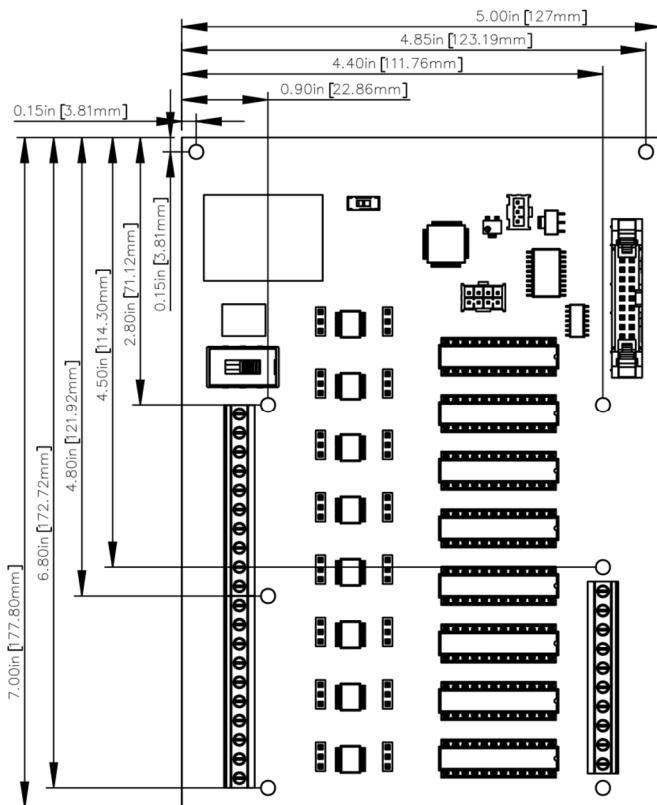 5.00in [127mm]
4.85in [123.19mm]
4.40in [111.76mm]
0.90in [22.86mm]
0.15in [3.81mm]
0.15in [3.81mm]
2.80in [71.12mm]
4.50in [114.30mm]
4.80in [121.92mm]
6.80in [172.72mm]
7.00in [177.80mm]